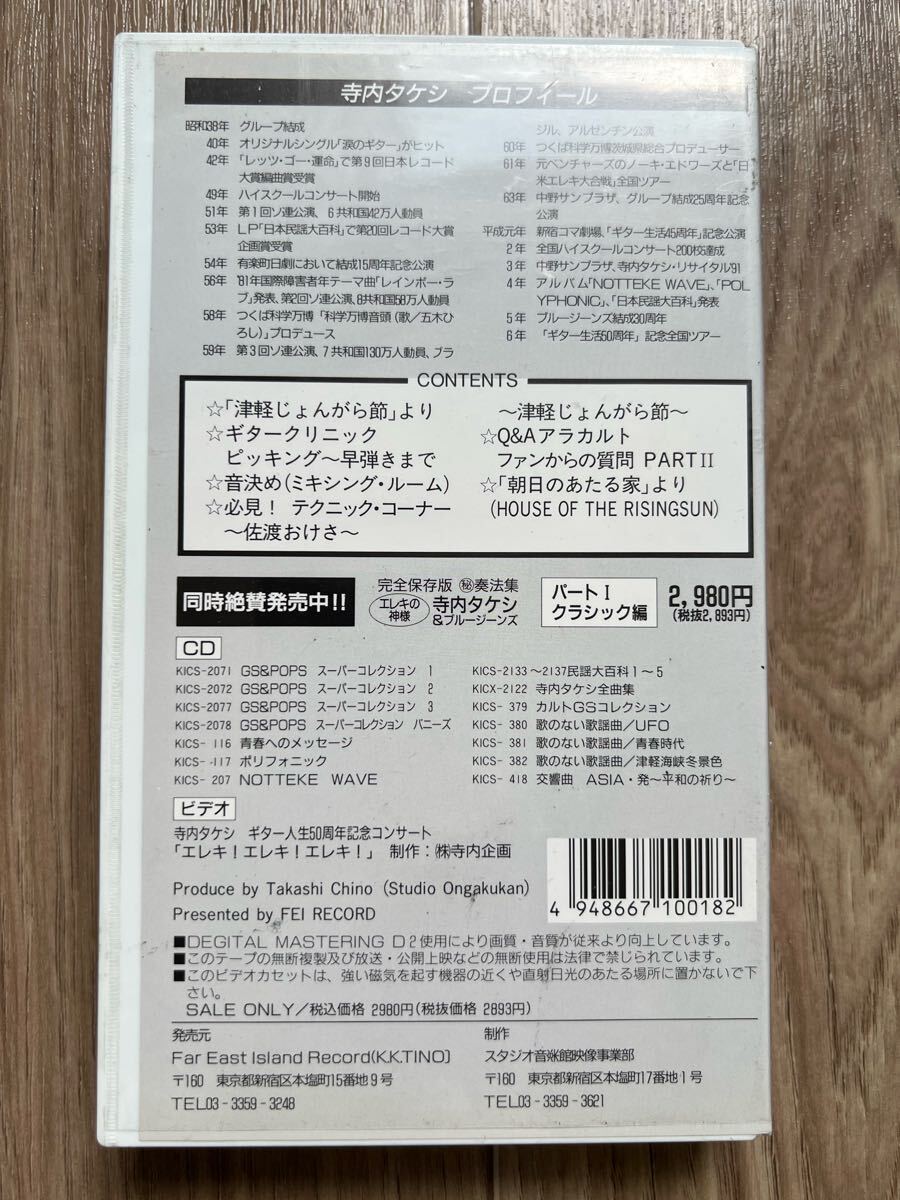 寺内タケシ プロフィール
昭和38年 グループ結成
40年 オリジナルシングル「涙のギター」がヒット
42年 「レッツ・ゴー・運命」で第9回日本レコード
大賞編曲賞受賞
49年 ハイスクールコンサート開始
51年 第1回ソ連公演、6共和国42万人動員
53年 LP「日本民謡大百科」で第20回レコード大賞
企画賞受賞
54年 有楽町日劇において結成15周年記念公演
56年 '81年国際障害者年テーマ曲「レインボー・ラ
ブ」発表、第2回ソ連公演、8共和国58万人動員
58年 つくば科学万博「科学万博音頭(歌/五木ひ
ろし)」プロデュース
59年 第3回ソ連公演、7共和国130万人動員、ブラ
ジル、アルゼンチン公演
60年 つくば科学万博茨城県総合プロデューサー
61年 元ベンチャーズのノーキ・エドワーズと「日
米エレキ大合戦」全国ツアー
63年 中野サンプラザ、グループ結成25周年記念
公演
平成元年 新宿コマ劇場、「ギター生活45周年」記念公演
2年 全国ハイスクールコンサート200校達成
3年 中野サンプラザ、寺内タケシ・リサイタル'91
4年 アルバム「NOTTEKE WAVE」、「POL
YPHONIC」、「日本民謡大百科」発表
5年 ブルージーンズ結成30周年
6年 「ギター生活50周年」記念全国ツアー
CONTENTS
☆「津軽じょんがら節」より
☆ギタークリニック
ピッキング〜早弾きまで
☆音決め(ミキシング・ルーム)
☆必見! テクニック・コーナー
〜佐渡おけさ〜
〜津軽じょんがら節〜
☆Q&Aアラカルト
ファンからの質問 PARTⅡ
☆「朝日のあたる家」より
(HOUSE OF THE RISINGSUN)
同時絶賛発売中!!
完全保存版 ㊙奏法集
エレキの神様 寺内タケシ
&ブルージーンズ
パートⅠ
クラシック編
2,980円
(税抜2,893円)
CD
KICS-2071 GS&POPS スーパーコレクション 1
KICS-2072 GS&POPS スーパーコレクション 2
KICS-2077 GS&POPS スーパーコレクション 3
KICS-2078 GS&POPS スーパーコレクション バニーズ
KICS- 116 青春へのメッセージ
KICS- 117 ポリフォニック
KICS- 207 NOTTEKE WAVE
KICS-2133 〜2137民謡大百科1〜5
KICX-2122 寺内タケシ全曲集
KICS- 379 カルトGSコレクション
KICS- 380 歌のない歌謡曲/UFO
KICS- 381 歌のない歌謡曲/青春時代
KICS- 382 歌のない歌謡曲/津軽海峡冬景色
KICS- 418 交響曲 ASIA・発〜平和の祈り〜
ビデオ
寺内タケシ ギター人生50周年記念コンサート
「エレキ!エレキ!エレキ!」 制作:㈱寺内企画
Produce by Takashi Chino (Studio Ongakukan)
Presented by FEI RECORD
4 948667 100182
■DEGITAL MASTERING D2使用により画質・音質が従来より向上しています。
■このテープの無断複製及び放送・公開上映などの無断使用は法律で禁じられています。
■このビデオカセットは、強い磁気を起す機器の近くや直射日光のあたる場所に置かないで下
さい。
SALE ONLY/税込価格 2980円(税抜価格 2893円)
発売元
Far East Island Record(K.K.TINO)
〒160 東京都新宿区本塩町15番地9号
TEL03-3359-3248
制作
スタジオ音楽館映像事業部
〒160 東京都新宿区本塩町17番地1号
TEL03-3359-3621